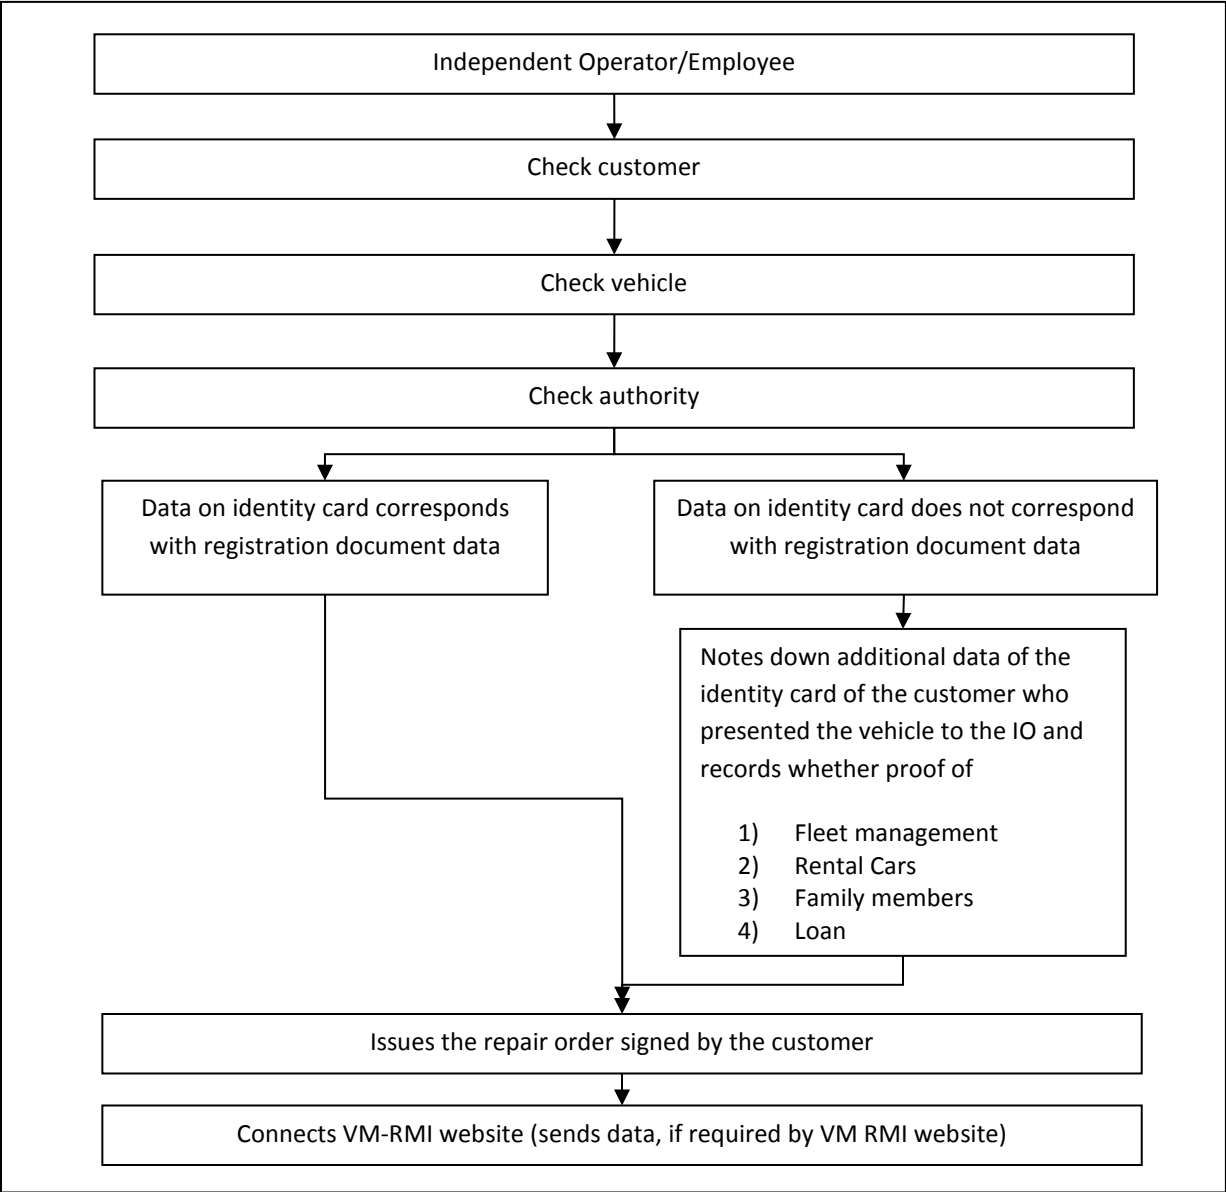 Independent Operator/Employee
Check customer
Check vehicle
Check authority
Data on identity card corresponds
with registration document data
Data on identity card does not correspond
with registration document data
Notes down additional data of the
identity card of the customer who
presented the vehicle to the IO and
records whether proof of
1) Fleet management
2) Rental Cars
3) Family members
4) Loan
Issues the repair order signed by the customer
Connects VM-RMI website (sends data, if required by VM RMI website)